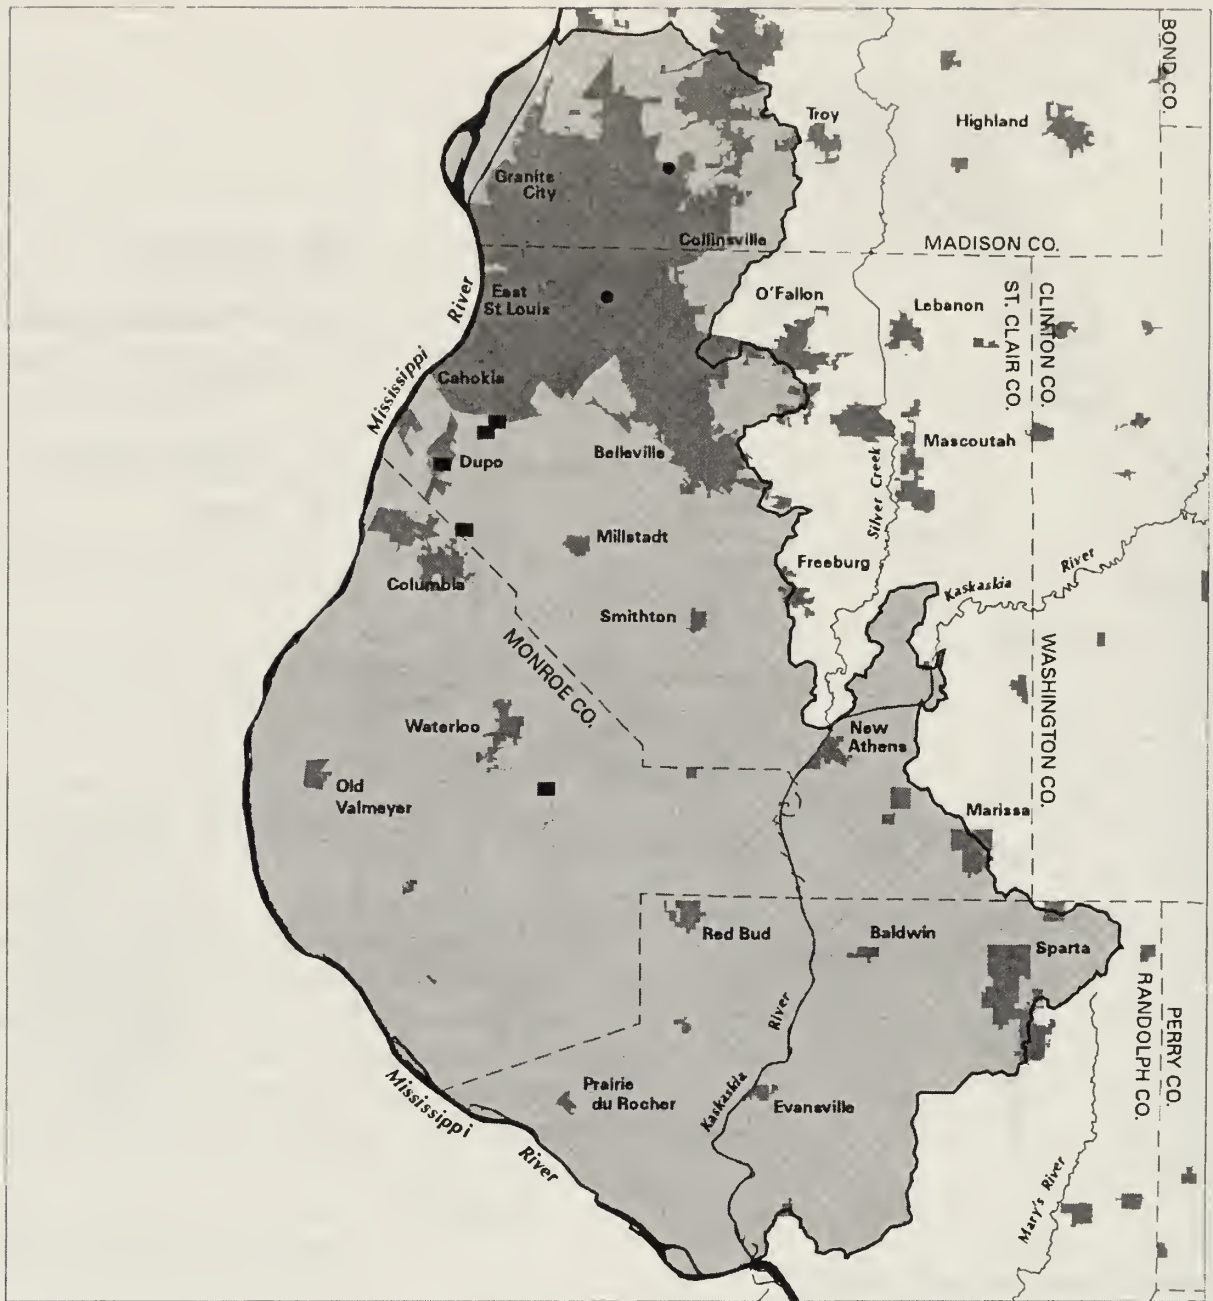 BOND CO.
Troy
Highland
Granite
City
Collinsville
MADISON CO.
East
St Louis
O'Fallon
Lebanon
CLINTON CO.
ST. CLAIR CO.
Mississippi
River
Cahokia
Dupo
Belleville
Mascoutah
Silver Creek
Millstadt
Freeburg
Kaskaskia
River
Columbia
Smithton
MONROE CO.
WASHINGTON CO.
Waterloo
New
Athens
Old
Valmeyer
Marissa
Red Bud
Baldwin
Sparta
River
Kaskaskia
PERRY CO.
RANDOLPH CO.
Mississippi
River
Prairie
du Rocher
Evansville
Mary's River